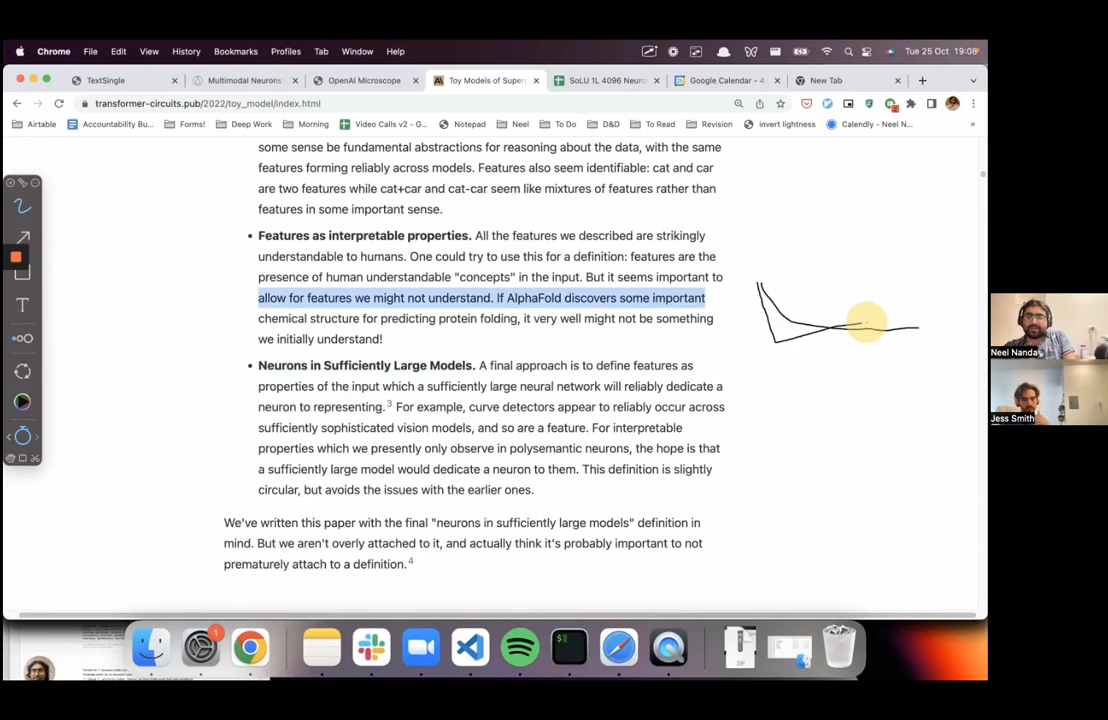 Chrome File Edit View History Bookmarks Profiles Tab Window Help Tue 25 Oct 19:08
TextSingle Multimodal Neurons OpenAI Microscope Toy Models of Super SoLU 1L 4096 Neuro Google Calendar - 4 New Tab
transformer-circuits.pub/2022/toy_model/index.html
Airtable Accountability Bu... Video Calls v2 - G... Forms! Deep Work Morning Notepad Neel To Do D&D To Read Revision invert lightness Calendly - Neel N... »
some sense be fundamental abstractions for reasoning about the data, with the same
features forming reliably across models. Features also seem identifiable: cat and car
are two features while cat+car and cat-car seem like mixtures of features rather than
features in some important sense.
• Features as interpretable properties. All the features we described are strikingly
understandable to humans. One could try to use this for a definition: features are the
presence of human understandable "concepts" in the input. But it seems important to
allow for features we might not understand. If AlphaFold discovers some important
chemical structure for predicting protein folding, it very well might not be something
we initially understand!
• Neurons in Sufficiently Large Models. A final approach is to define features as
properties of the input which a sufficiently large neural network will reliably dedicate a
neuron to representing.3 For example, curve detectors appear to reliably occur across
sufficiently sophisticated vision models, and so are a feature. For interpretable
properties which we presently only observe in polysemantic neurons, the hope is that
a sufficiently large model would dedicate a neuron to them. This definition is slightly
circular, but avoids the issues with the earlier ones.
We've written this paper with the final "neurons in sufficiently large models" definition in
mind. But we aren't overly attached to it, and actually think it's probably important to not
prematurely attach to a definition.4
T
Neel Nanda
Jess Smith
1
ZIP